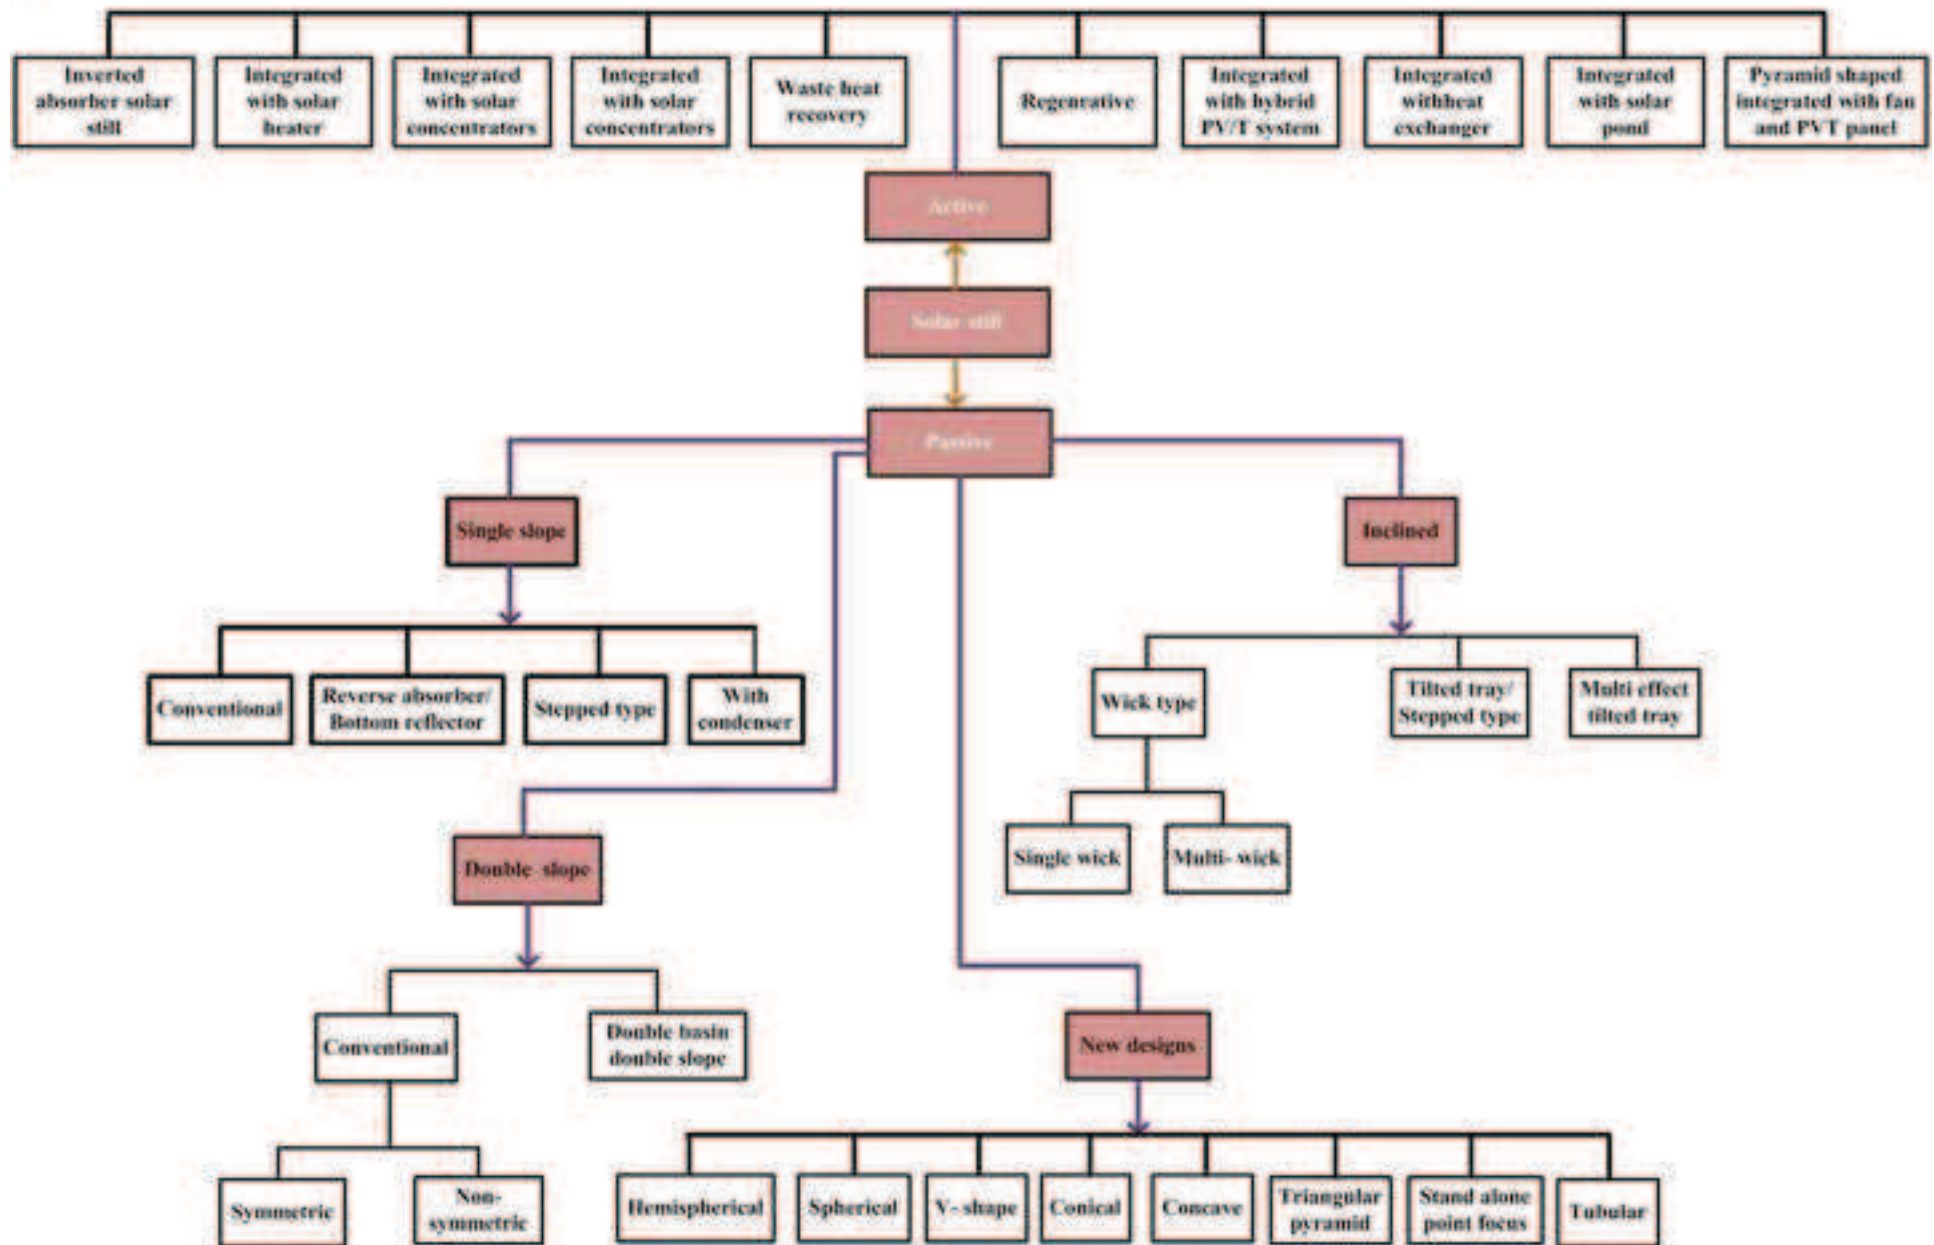 Inverted
absorber solar
still
Integrated
with solar
heater
Integrated
with solar
concentrators
Integrated
with solar
concentrators
Waste heat
recovery
Regenrative
Integrated
with hybrid
PV/T system
Integrated
withheat
exchanger
Integrated
with solar
pond
Pyramid shaped
integrated with fan
and PVT panel
Active
Solar still
Passive
Single slope
Inclined
Conventional
Reverse absorber/
Bottom reflector
Stepped type
With
condenser
Wick type
Tilted tray/
Stepped type
Multi effect
tilted tray
Single wick
Multi- wick
Double slope
Conventional
Double basin
double slope
New designs
Symmetric
Non-
symmetric
Hemispherical
Spherical
V- shape
Conical
Concave
Triangular
pyramid
Stand alone
point focus
Tubular